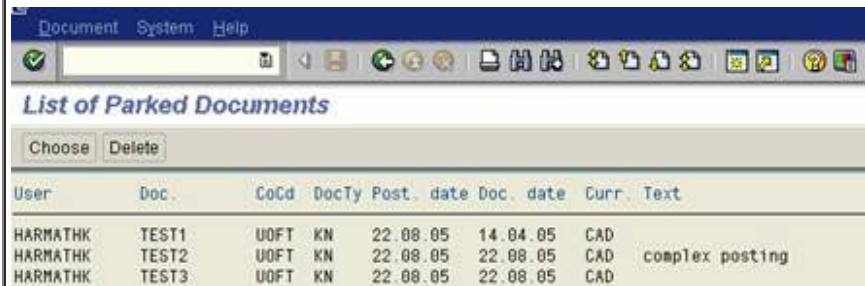 Document System Help
List of Parked Documents
Choose Delete
User Doc. CoCd DocTy Post. date Doc. date Curr. Text
HARMATHK TEST1 UOFT KN 22.08.05 14.04.05 CAD
HARMATHK TEST2 UOFT KN 22.08.05 22.08.05 CAD complex posting
HARMATHK TEST3 UOFT KN 22.08.05 22.08.05 CAD